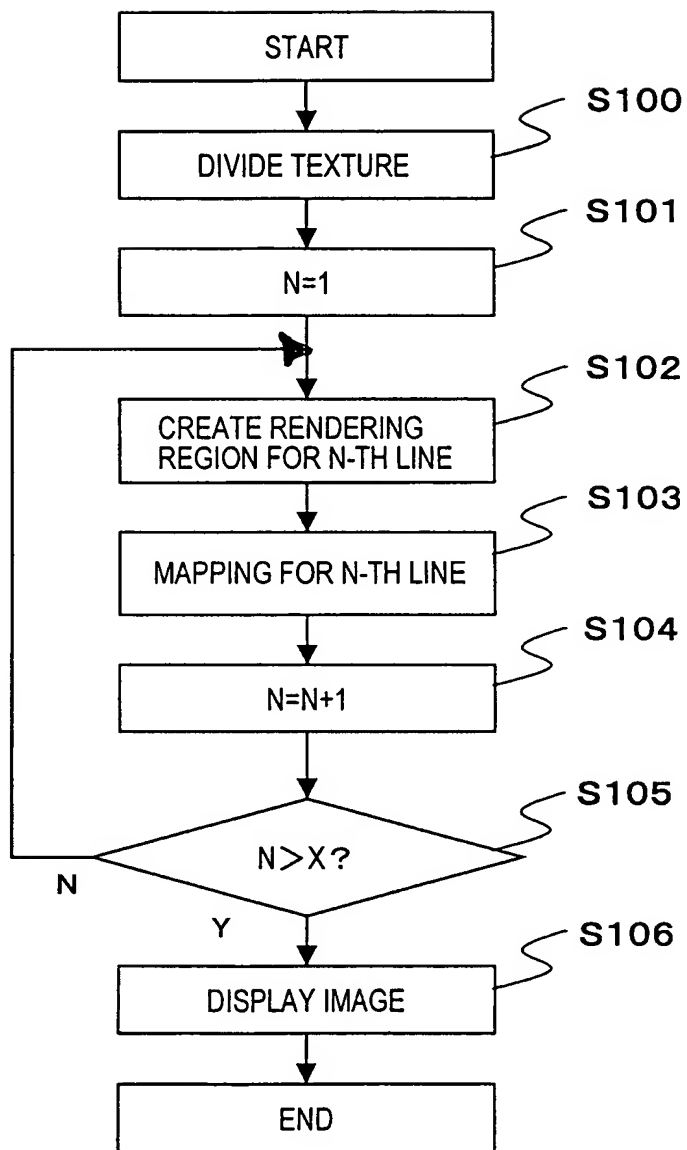 START
S100
DIVIDE TEXTURE
S101
N=1
S102
CREATE RENDERING
REGION FOR N-TH LINE
S103
MAPPING FOR N-TH LINE
S104
N=N+1
S105
N>X?
N
Y
S106
DISPLAY IMAGE
END